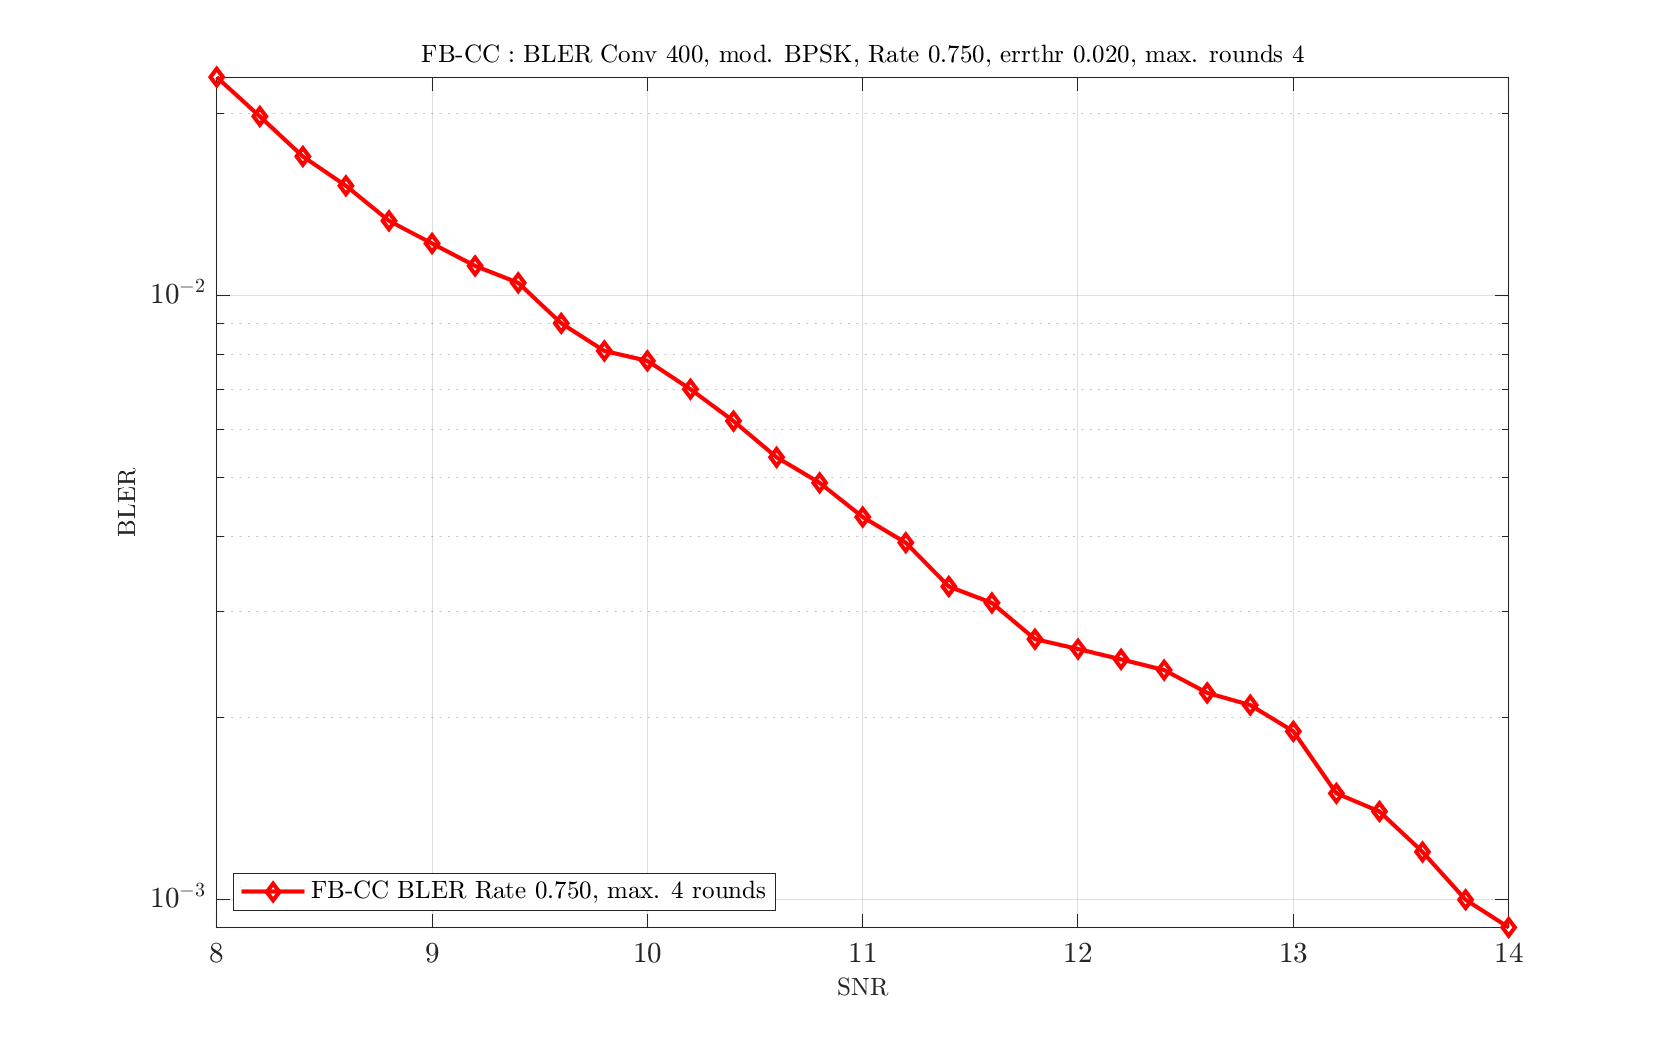 FB-CC : BLER Conv 400, mod. BPSK, Rate 0.750, errthr 0.020, max. rounds 4
10⁻²
BLER
10⁻³
FB-CC BLER Rate 0.750, max. 4 rounds
8 9 10 11 12 13 14
SNR